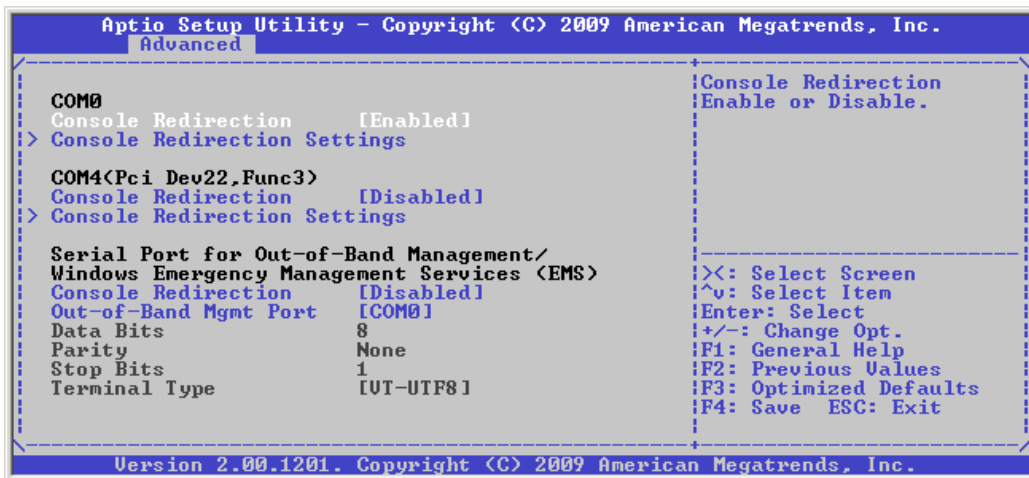 Aptio Setup Utility – Copyright (C) 2009 American Megatrends, Inc.
Advanced
COM0
Console Redirection [Enabled]
> Console Redirection Settings
COM4(Pci Dev22,Func3)
Console Redirection [Disabled]
> Console Redirection Settings
Serial Port for Out-of-Band Management/
Windows Emergency Management Services (EMS)
Console Redirection [Disabled]
Out-of-Band Mgmt Port [COM0]
Data Bits 8
Parity None
Stop Bits 1
Terminal Type [VT-UTF8]
Console Redirection
Enable or Disable.
><: Select Screen
^v: Select Item
Enter: Select
+/-: Change Opt.
F1: General Help
F2: Previous Values
F3: Optimized Defaults
F4: Save ESC: Exit
Version 2.00.1201. Copyright (C) 2009 American Megatrends, Inc.